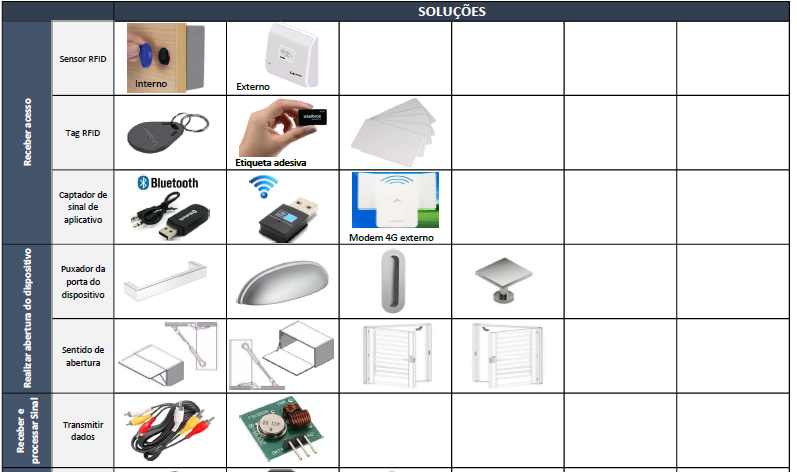 SOLUÇÕES
Receber acesso
Sensor RFID
Interno
Externo
Tag RFID
intelbras
Etiqueta adesiva
Captador de
sinal de
aplicativo
Bluetooth
Modem 4G externo
Realizar abertura do dispositivo
Puxador da
porta do
dispositivo
Sentido de
abertura
Receber e
processar Sinal
Transmitir
dados